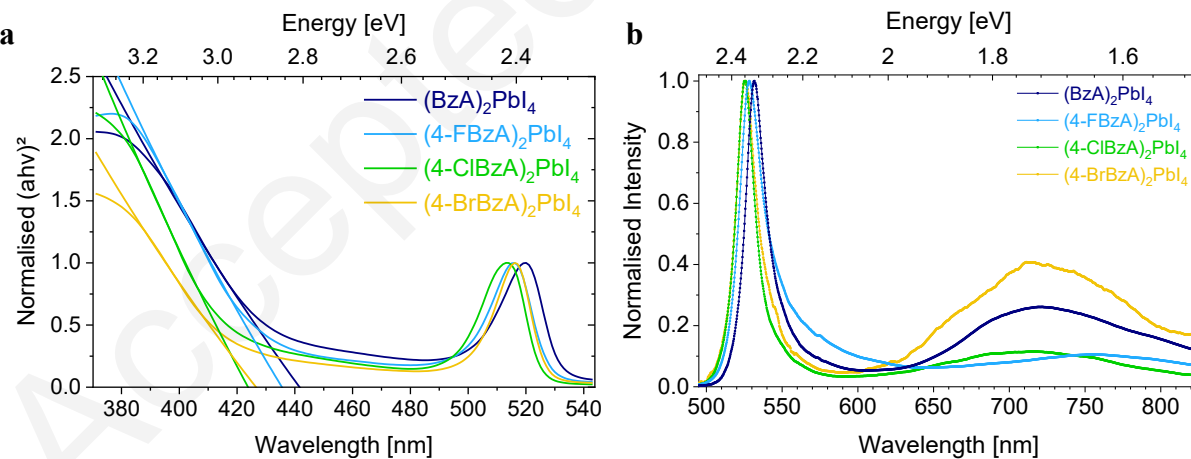 a
Energy [eV]
3.2 3.0 2.8 2.6 2.4
2.5
2.0
1.5
1.0
0.5
0.0
Normalised (ahν)²
(BzA)₂PbI₄
(4-FBzA)₂PbI₄
(4-ClBzA)₂PbI₄
(4-BrBzA)₂PbI₄
380 400 420 440 460 480 500 520 540
Wavelength [nm]
b
Energy [eV]
2.4 2.2 2 1.8 1.6
1.0
0.8
0.6
0.4
0.2
0.0
Normalised Intensity
(BzA)₂PbI₄
(4-FBzA)₂PbI₄
(4-ClBzA)₂PbI₄
(4-BrBzA)₂PbI₄
500 550 600 650 700 750 800
Wavelength [nm]
Accepte